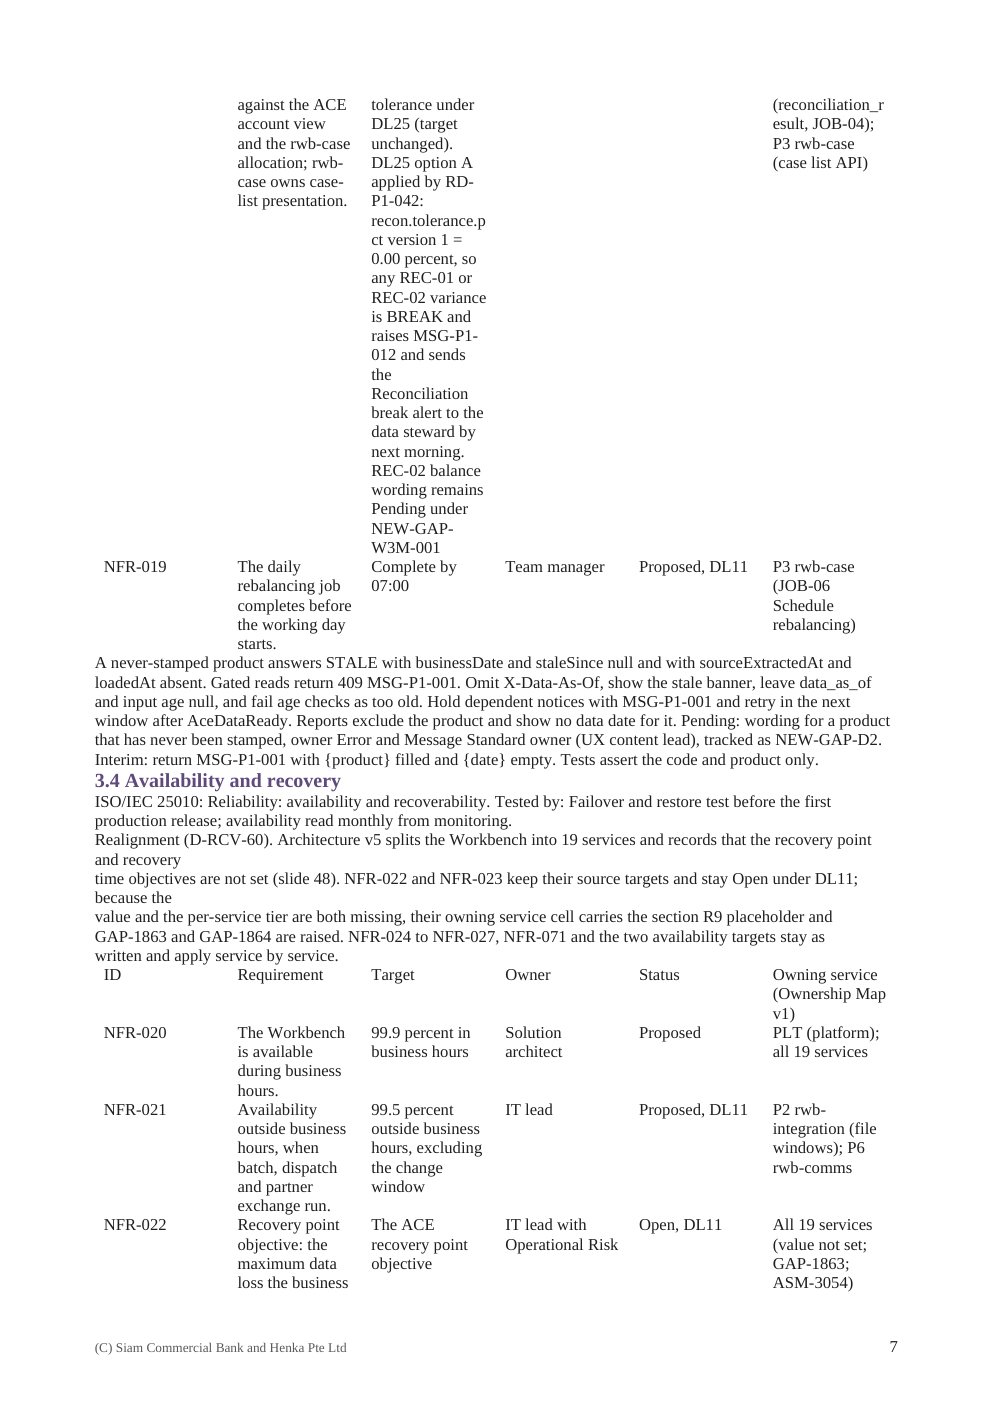 against the ACE
account view
and the rwb-case
allocation; rwb-
case owns case-
list presentation.
tolerance under
DL25 (target
unchanged).
DL25 option A
applied by RD-
P1-042:
recon.tolerance.p
ct version 1 =
0.00 percent, so
any REC-01 or
REC-02 variance
is BREAK and
raises MSG-P1-
012 and sends
the
Reconciliation
break alert to the
data steward by
next morning.
REC-02 balance
wording remains
Pending under
NEW-GAP-
W3M-001
(reconciliation_r
esult, JOB-04);
P3 rwb-case
(case list API)
NFR-019
The daily
rebalancing job
completes before
the working day
starts.
Complete by
07:00
Team manager
Proposed, DL11
P3 rwb-case
(JOB-06
Schedule
rebalancing)
A never-stamped product answers STALE with businessDate and staleSince null and with sourceExtractedAt and
loadedAt absent. Gated reads return 409 MSG-P1-001. Omit X-Data-As-Of, show the stale banner, leave data_as_of
and input age null, and fail age checks as too old. Hold dependent notices with MSG-P1-001 and retry in the next
window after AceDataReady. Reports exclude the product and show no data date for it. Pending: wording for a product
that has never been stamped, owner Error and Message Standard owner (UX content lead), tracked as NEW-GAP-D2.
Interim: return MSG-P1-001 with {product} filled and {date} empty. Tests assert the code and product only.
3.4 Availability and recovery
ISO/IEC 25010: Reliability: availability and recoverability. Tested by: Failover and restore test before the first
production release; availability read monthly from monitoring.
Realignment (D-RCV-60). Architecture v5 splits the Workbench into 19 services and records that the recovery point
and recovery
time objectives are not set (slide 48). NFR-022 and NFR-023 keep their source targets and stay Open under DL11;
because the
value and the per-service tier are both missing, their owning service cell carries the section R9 placeholder and
GAP-1863 and GAP-1864 are raised. NFR-024 to NFR-027, NFR-071 and the two availability targets stay as
written and apply service by service.
ID
Requirement
Target
Owner
Status
Owning service
(Ownership Map
v1)
NFR-020
The Workbench
is available
during business
hours.
99.9 percent in
business hours
Solution
architect
Proposed
PLT (platform);
all 19 services
NFR-021
Availability
outside business
hours, when
batch, dispatch
and partner
exchange run.
99.5 percent
outside business
hours, excluding
the change
window
IT lead
Proposed, DL11
P2 rwb-
integration (file
windows); P6
rwb-comms
NFR-022
Recovery point
objective: the
maximum data
loss the business
The ACE
recovery point
objective
IT lead with
Operational Risk
Open, DL11
All 19 services
(value not set;
GAP-1863;
ASM-3054)
(C) Siam Commercial Bank and Henka Pte Ltd
7